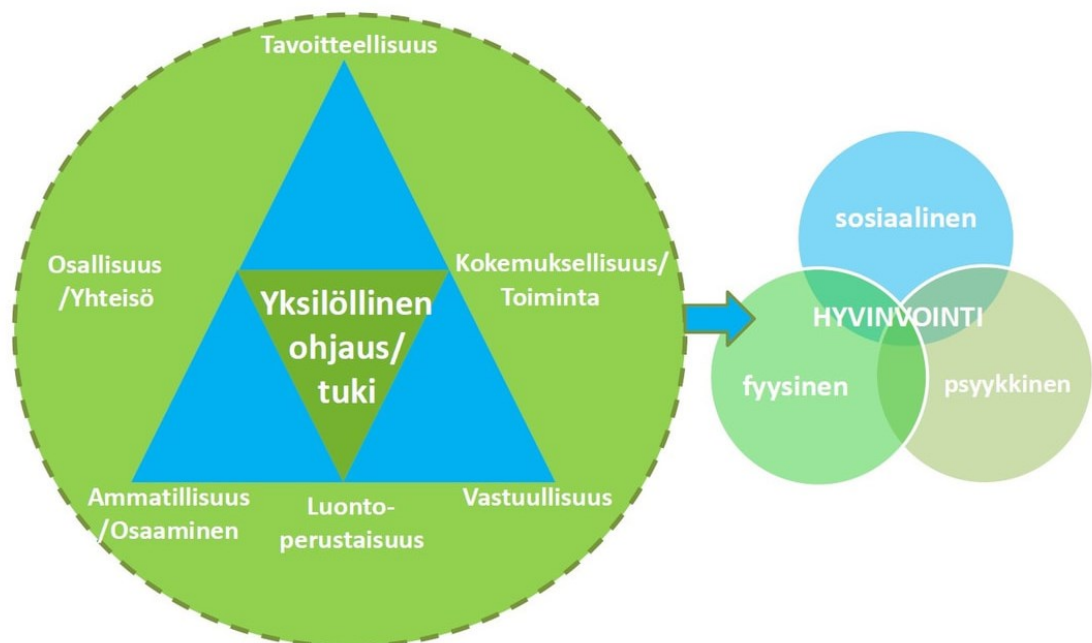 Tavoitteellisuus
Osallisuus
/Yhteisö
Kokemuksellisuus/
Toiminta
Yksilöllinen
ohjaus/
tuki
Ammatillisuus
/Osaaminen
Luonto-
perustaisuus
Vastuullisuus
sosiaalinen
HYVINVOINTI
fyysinen
psyykkinen